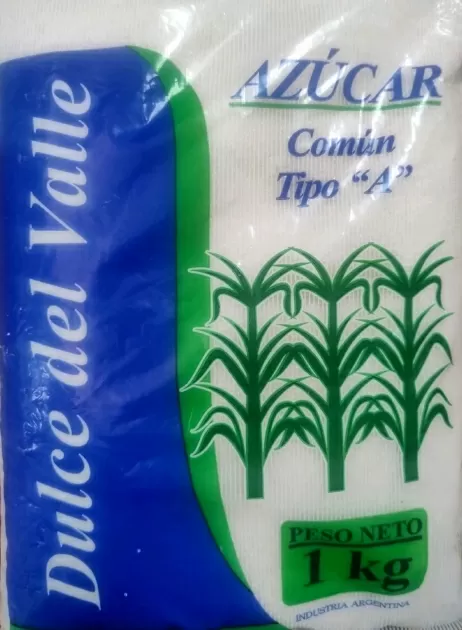 Dulce del Valle
AZÚCAR
Común
Tipo “A”
PESO NETO
1 kg
INDUSTRIA ARGENTINA